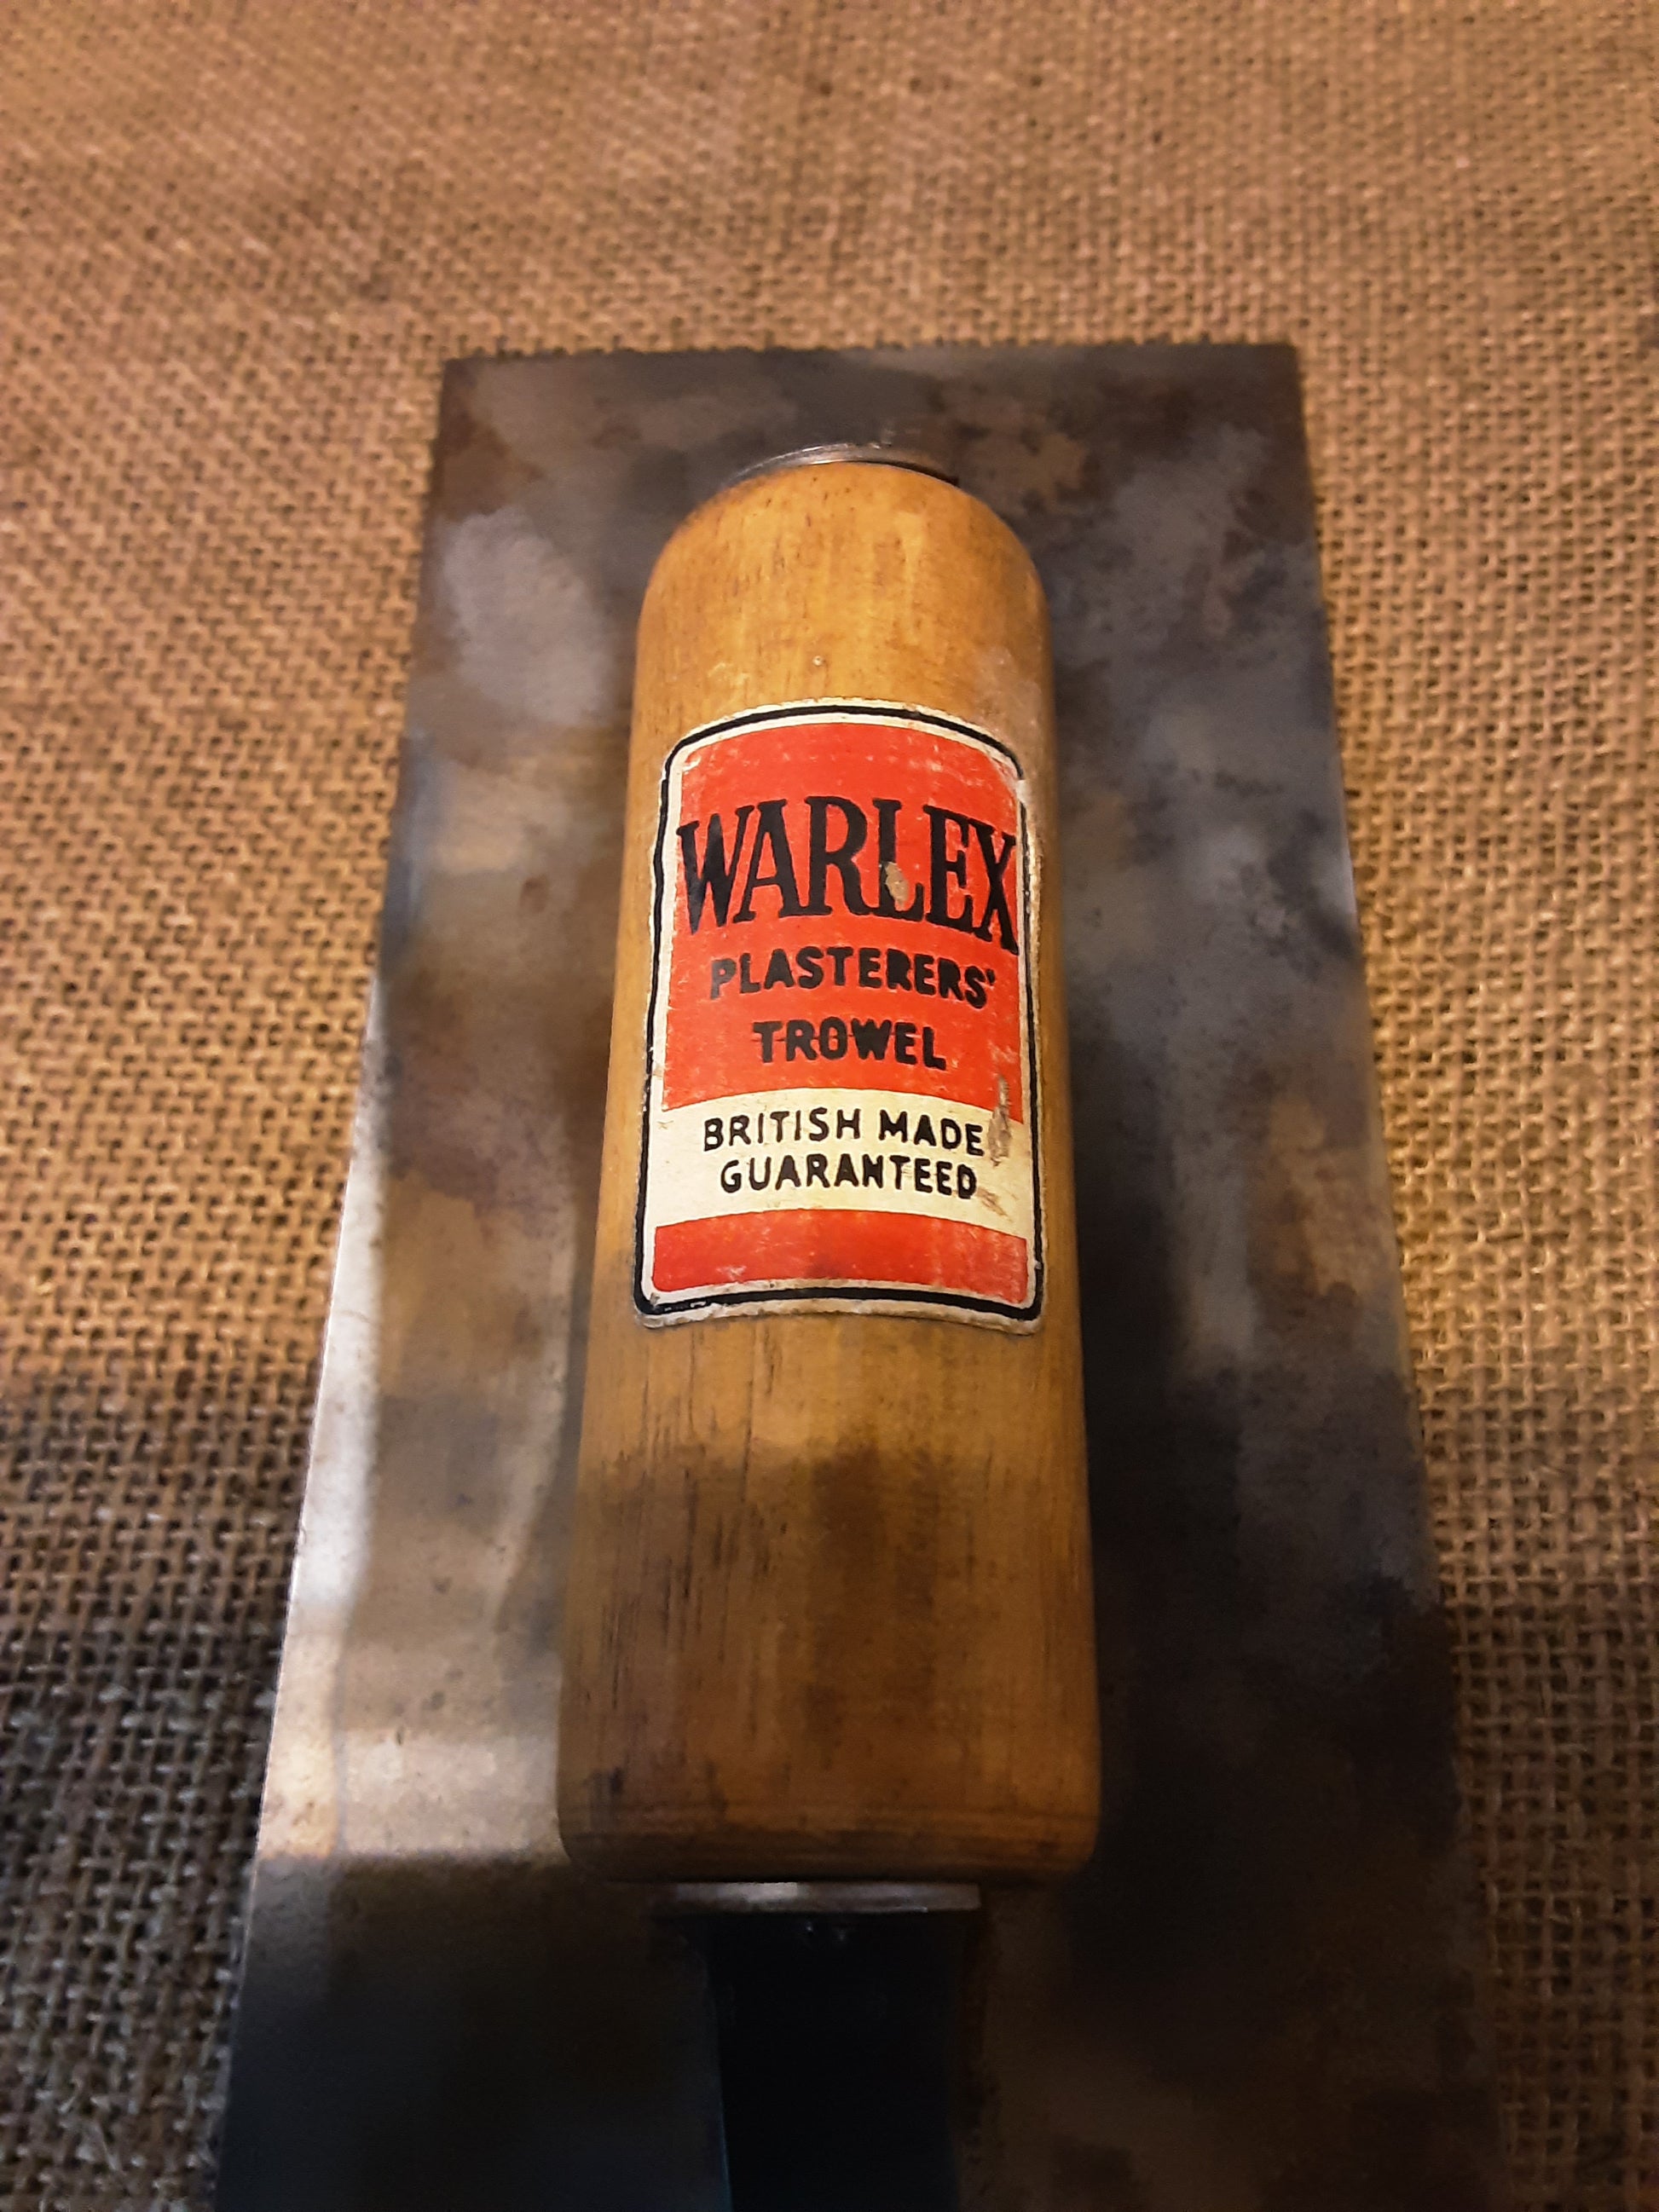 WARLEX
PLASTERERS'
TROWEL
BRITISH MADE
GUARANTEED